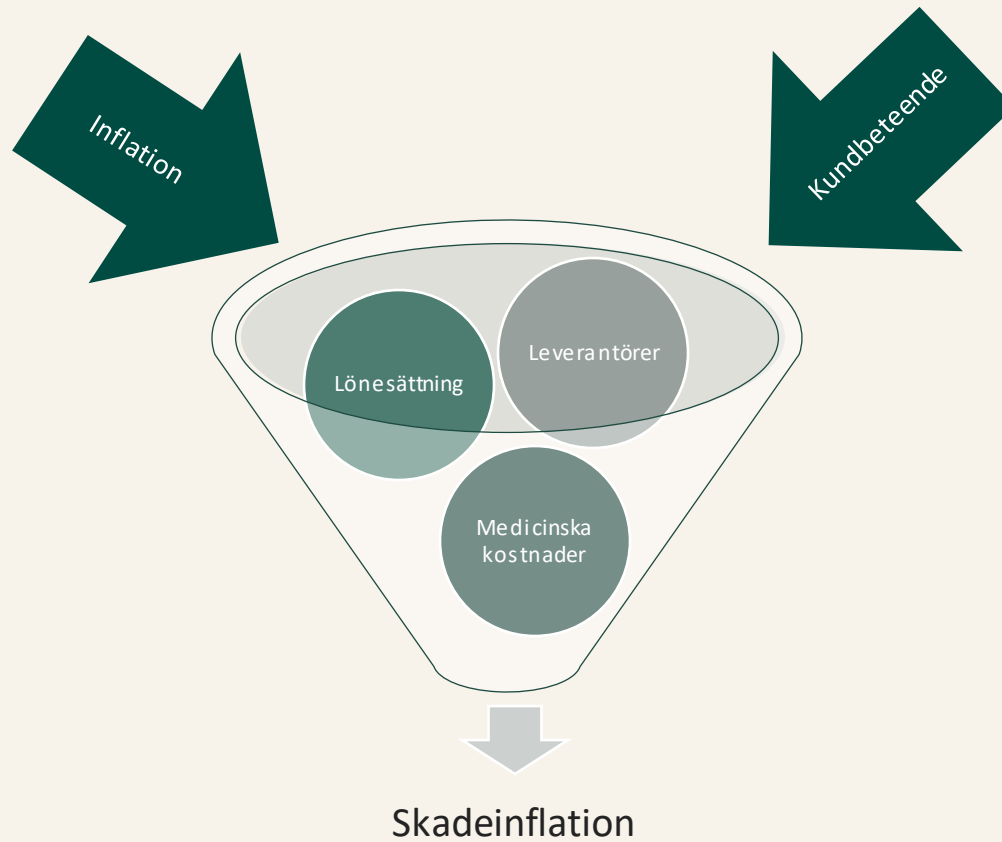 Inflation
Kundbeteende
Leverantörer
Lönesättning
Medicinska
kostnader
Skadeinflation